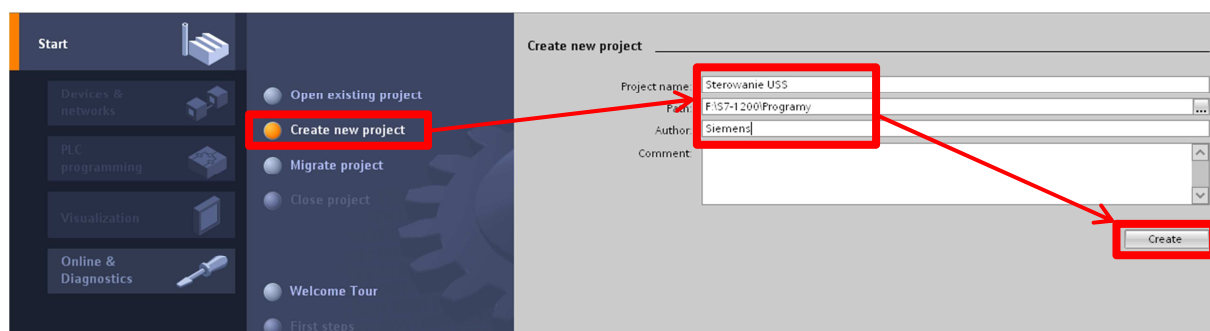 Start
Devices &
networks
PLC
programming
Visualization
Online &
Diagnostics
Open existing project
Create new project
Migrate project
Close project
Welcome Tour
First steps
Create new project
Project name: Sterowanie USS
Path: F:\S7-1200\Programy
...
Author: Siemens
Comment:
Create